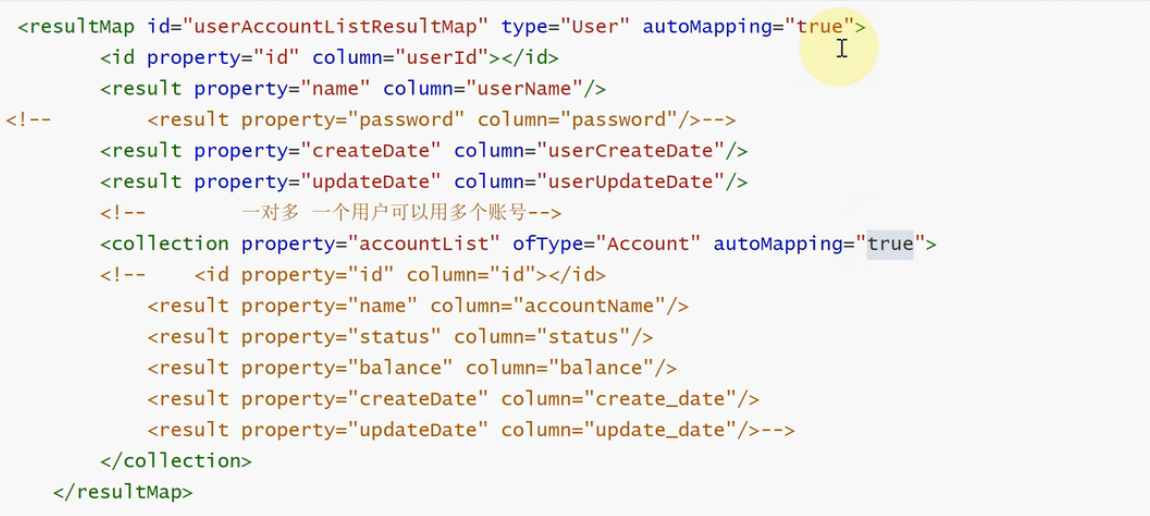 <resultMap id="userAccountListResultMap" type="User" autoMapping="true">
<id property="id" column="userId"></id>
<result property="name" column="userName"/>
<!-- <result property="password" column="password"/>-->
<result property="createDate" column="userCreateDate"/>
<result property="updateDate" column="userUpdateDate"/>
<!-- 一对多 一个用户可以用多个账号-->
<collection property="accountList" ofType="Account" autoMapping="true">
<!-- <id property="id" column="id"></id>
<result property="name" column="accountName"/>
<result property="status" column="status"/>
<result property="balance" column="balance"/>
<result property="createDate" column="create_date"/>
<result property="updateDate" column="update_date"/>-->
</collection>
</resultMap>